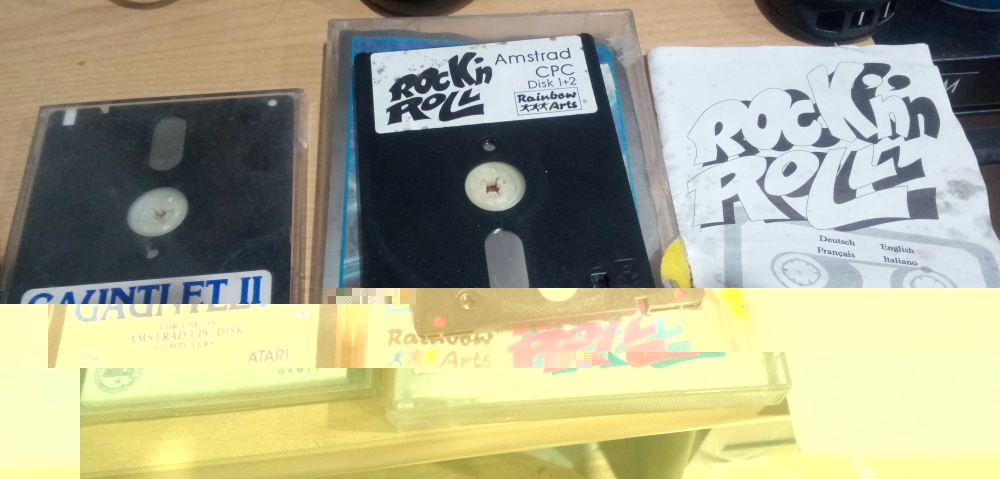 GAUNTLET II
FOR USE ON
AMSTRAD CPC DISK
COMPUTERS
ATARI
ROCK'n
ROLL
Amstrad
CPC
Disk 1+2
Rainbow
Arts
Rainbow
Arts
ROLL
ROCK'n
ROLL
Deutsch English
Français Italiano